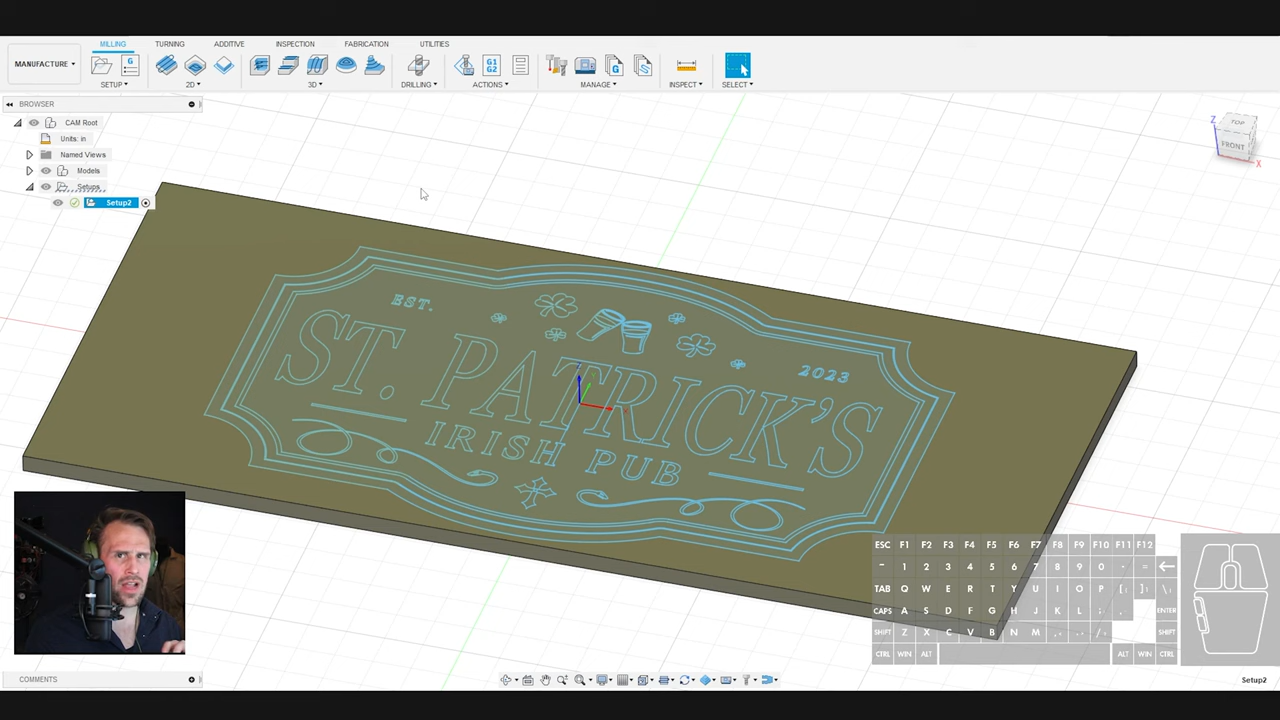 MILLING TURNING ADDITIVE INSPECTION FABRICATION UTILITIES
MANUFACTURE
G G1 G2 G
SETUP 2D 3D DRILLING ACTIONS MANAGE INSPECT SELECT
BROWSER
CAM Root
Units: in
Named Views
Models
Setups
Setup2
Z TOP
FRONT
X
EST.
2023
ST. PATRICK'S
IRISH PUB
ESC F1 F2 F3 F4 F5 F6 F7 F8 F9 F10 F11 F12
~ 1 2 3 4 5 6 7 8 9 0 - =
TAB Q W E R T Y U I O P [ ] \
CAPS A S D F G H J K L ; ' ENTER
SHIFT Z X C V B N M , . / SHIFT
CTRL WIN ALT ALT WIN CTRL
COMMENTS
Setup2